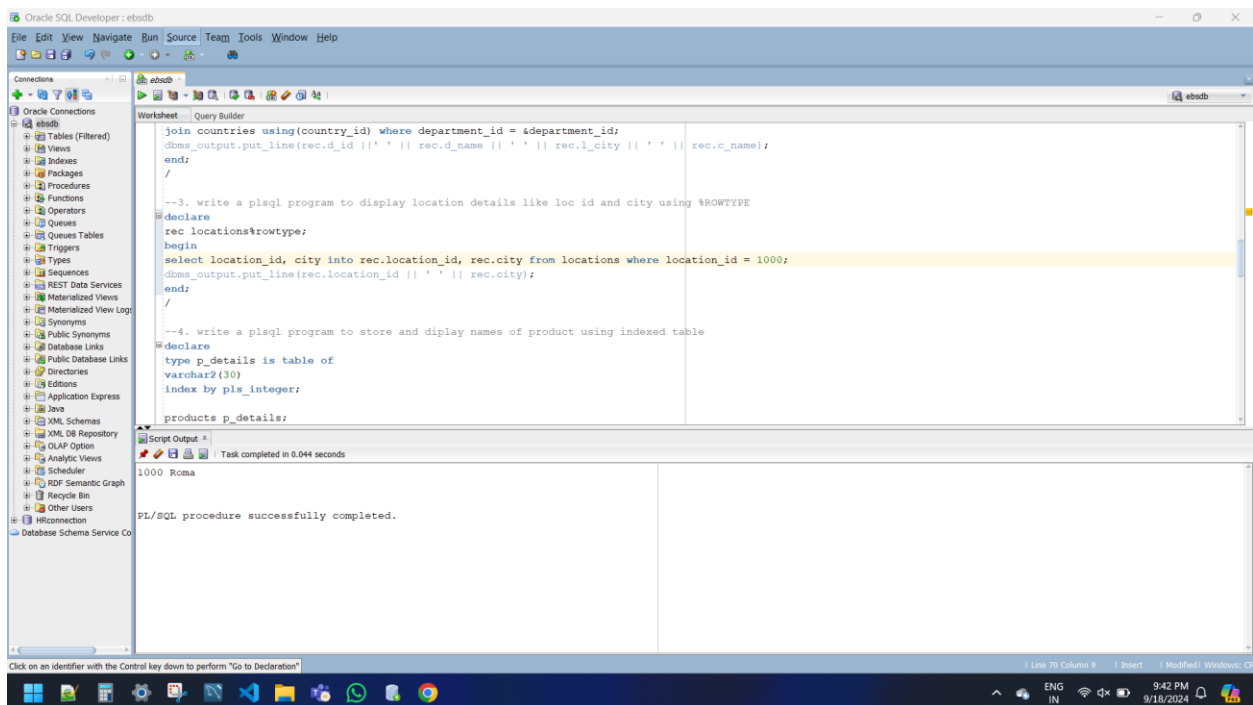 Oracle SQL Developer : ebsdb
File Edit View Navigate Run Source Team Tools Window Help
Connections
ebsdb
ebsdb
Oracle Connections
ebsdb
Tables (Filtered)
Views
Indexes
Packages
Procedures
Functions
Operators
Queues
Queues Tables
Triggers
Types
Sequences
REST Data Services
Materialized Views
Materialized View Logs
Synonyms
Public Synonyms
Database Links
Public Database Links
Directories
Editions
Application Express
Java
XML Schemas
XML DB Repository
OLAP Option
Analytic Views
Scheduler
RDF Semantic Graph
Recycle Bin
Other Users
HRconnection
Database Schema Service Co
Worksheet Query Builder
join countries using(country_id) where department_id = &department_id;
dbms_output.put_line(rec.d_id ||' ' || rec.d_name || ' ' || rec.l_city || ' ' || rec.c_name);
end;
/
--3. write a plsql program to display location details like loc id and city using %ROWTYPE
declare
rec locations%rowtype;
begin
select location_id, city into rec.location_id, rec.city from locations where location_id = 1000;
dbms_output.put_line(rec.location_id || ' ' || rec.city);
end;
/
--4. write a plsql program to store and diplay names of product using indexed table
declare
type p_details is table of
varchar2(30)
index by pls_integer;
products p_details;
Script Output ×
Task completed in 0.044 seconds
1000 Roma
PL/SQL procedure successfully completed.
Click on an identifier with the Control key down to perform "Go to Declaration"
Line 70 Column 9 Insert Modified Windows: CR
ENG
IN
9:42 PM
9/18/2024